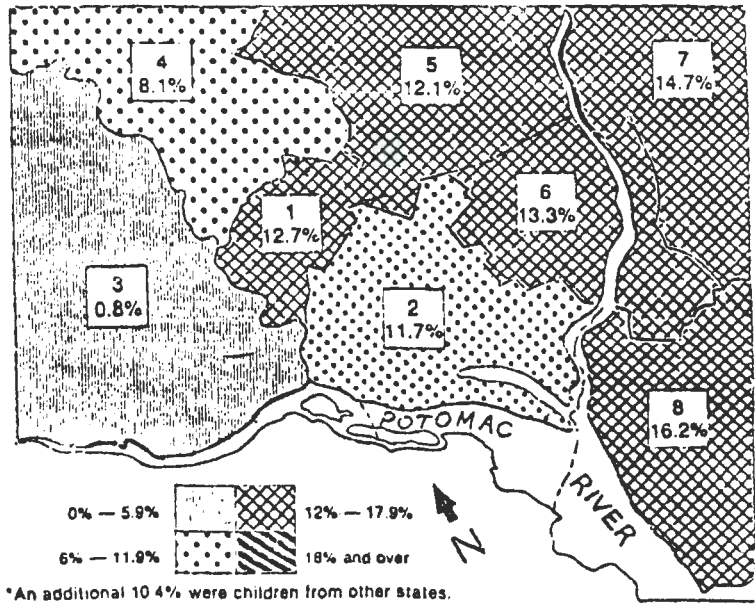 4
8.1%
5
12.1%
7
14.7%
1
12.7%
6
13.3%
3
0.8%
2
11.7%
8
16.2%
POTOMAC
RIVER
N
0% — 5.9%
12% — 17.9%
6% — 11.9%
18% and over
*An additional 10 4% were children from other states.